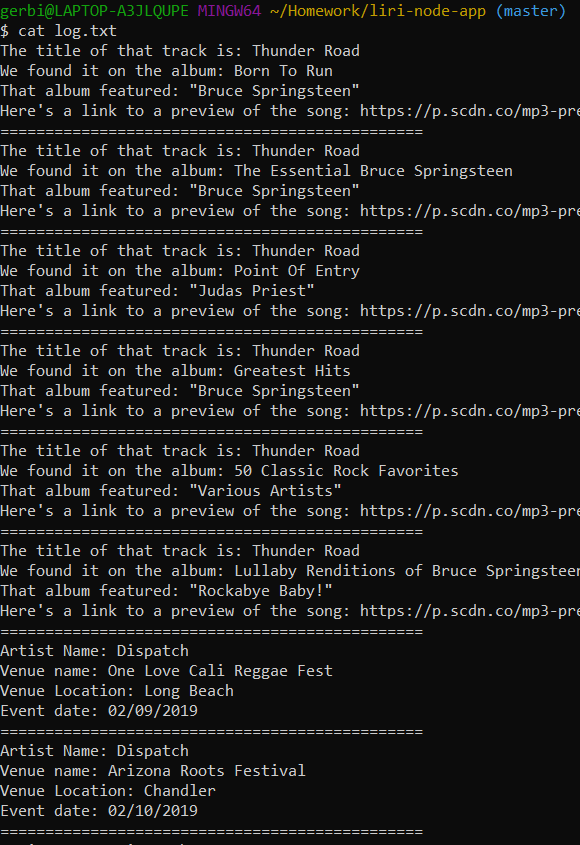 gerbi@LAPTOP-A3JLQUPE MINGW64 ~/Homework/liri-node-app (master)
$ cat log.txt
The title of that track is: Thunder Road
We found it on the album: Born To Run
That album featured: "Bruce Springsteen"
Here's a link to a preview of the song: https://p.scdn.co/mp3-pre
===============================================
The title of that track is: Thunder Road
We found it on the album: The Essential Bruce Springsteen
That album featured: "Bruce Springsteen"
Here's a link to a preview of the song: https://p.scdn.co/mp3-pre
===============================================
The title of that track is: Thunder Road
We found it on the album: Point Of Entry
That album featured: "Judas Priest"
Here's a link to a preview of the song: https://p.scdn.co/mp3-pre
===============================================
The title of that track is: Thunder Road
We found it on the album: Greatest Hits
That album featured: "Bruce Springsteen"
Here's a link to a preview of the song: https://p.scdn.co/mp3-pre
===============================================
The title of that track is: Thunder Road
We found it on the album: 50 Classic Rock Favorites
That album featured: "Various Artists"
Here's a link to a preview of the song: https://p.scdn.co/mp3-pre
===============================================
The title of that track is: Thunder Road
We found it on the album: Lullaby Renditions of Bruce Springsteen
That album featured: "Rockabye Baby!"
Here's a link to a preview of the song: https://p.scdn.co/mp3-pre
===============================================
Artist Name: Dispatch
Venue name: One Love Cali Reggae Fest
Venue Location: Long Beach
Event date: 02/09/2019
===============================================
Artist Name: Dispatch
Venue name: Arizona Roots Festival
Venue Location: Chandler
Event date: 02/10/2019
===============================================